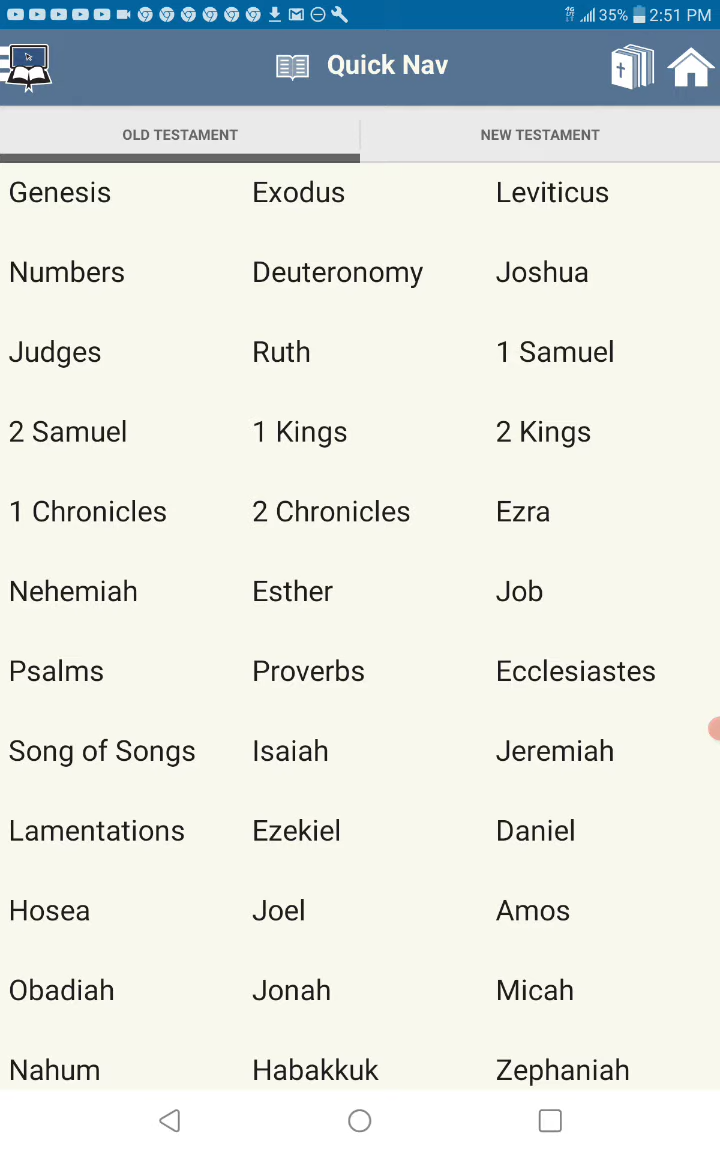 35% 2:51 PM
Quick Nav
OLD TESTAMENT NEW TESTAMENT
Genesis Exodus Leviticus
Numbers Deuteronomy Joshua
Judges Ruth 1 Samuel
2 Samuel 1 Kings 2 Kings
1 Chronicles 2 Chronicles Ezra
Nehemiah Esther Job
Psalms Proverbs Ecclesiastes
Song of Songs Isaiah Jeremiah
Lamentations Ezekiel Daniel
Hosea Joel Amos
Obadiah Jonah Micah
Nahum Habakkuk Zephaniah